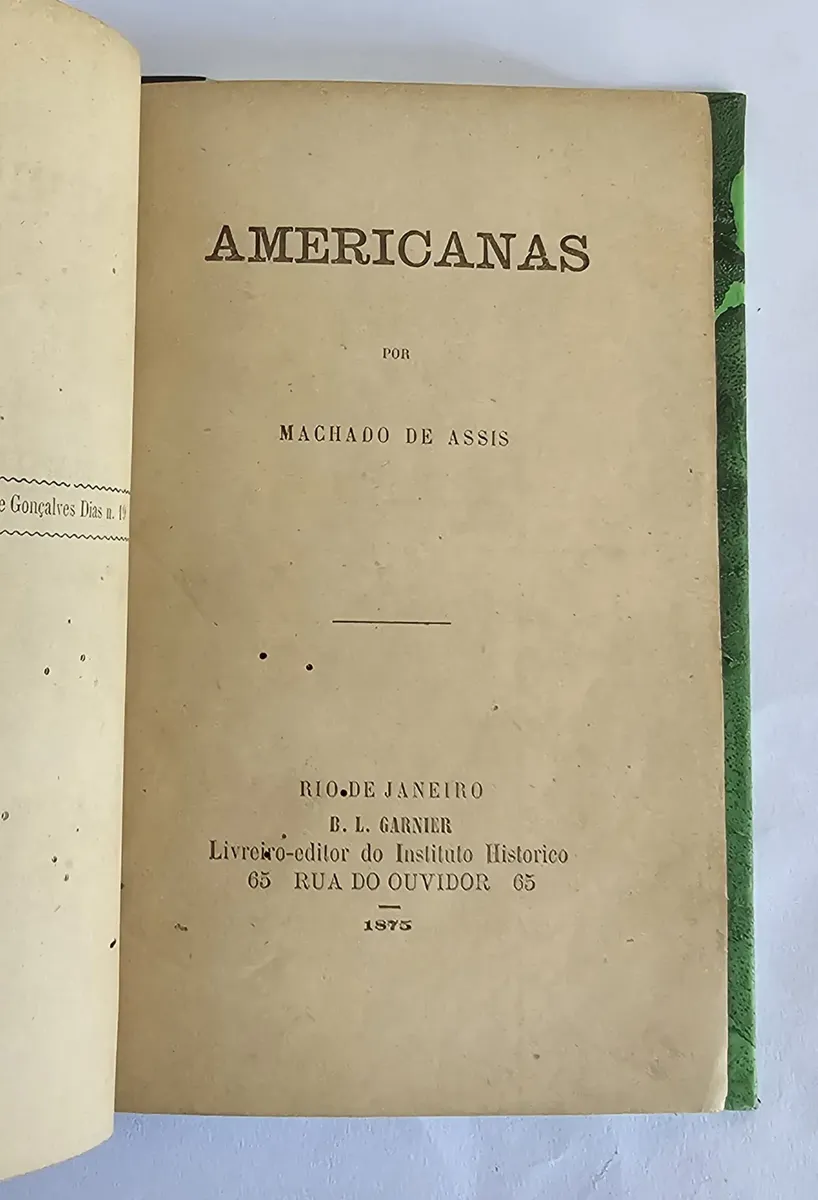 e Gonçalves Dias n. 19
AMERICANAS
POR
MACHADO DE ASSIS
RIO DE JANEIRO
B. L. GARNIER
Livreiro-editor do Instituto Historico
65 RUA DO OUVIDOR 65
1875